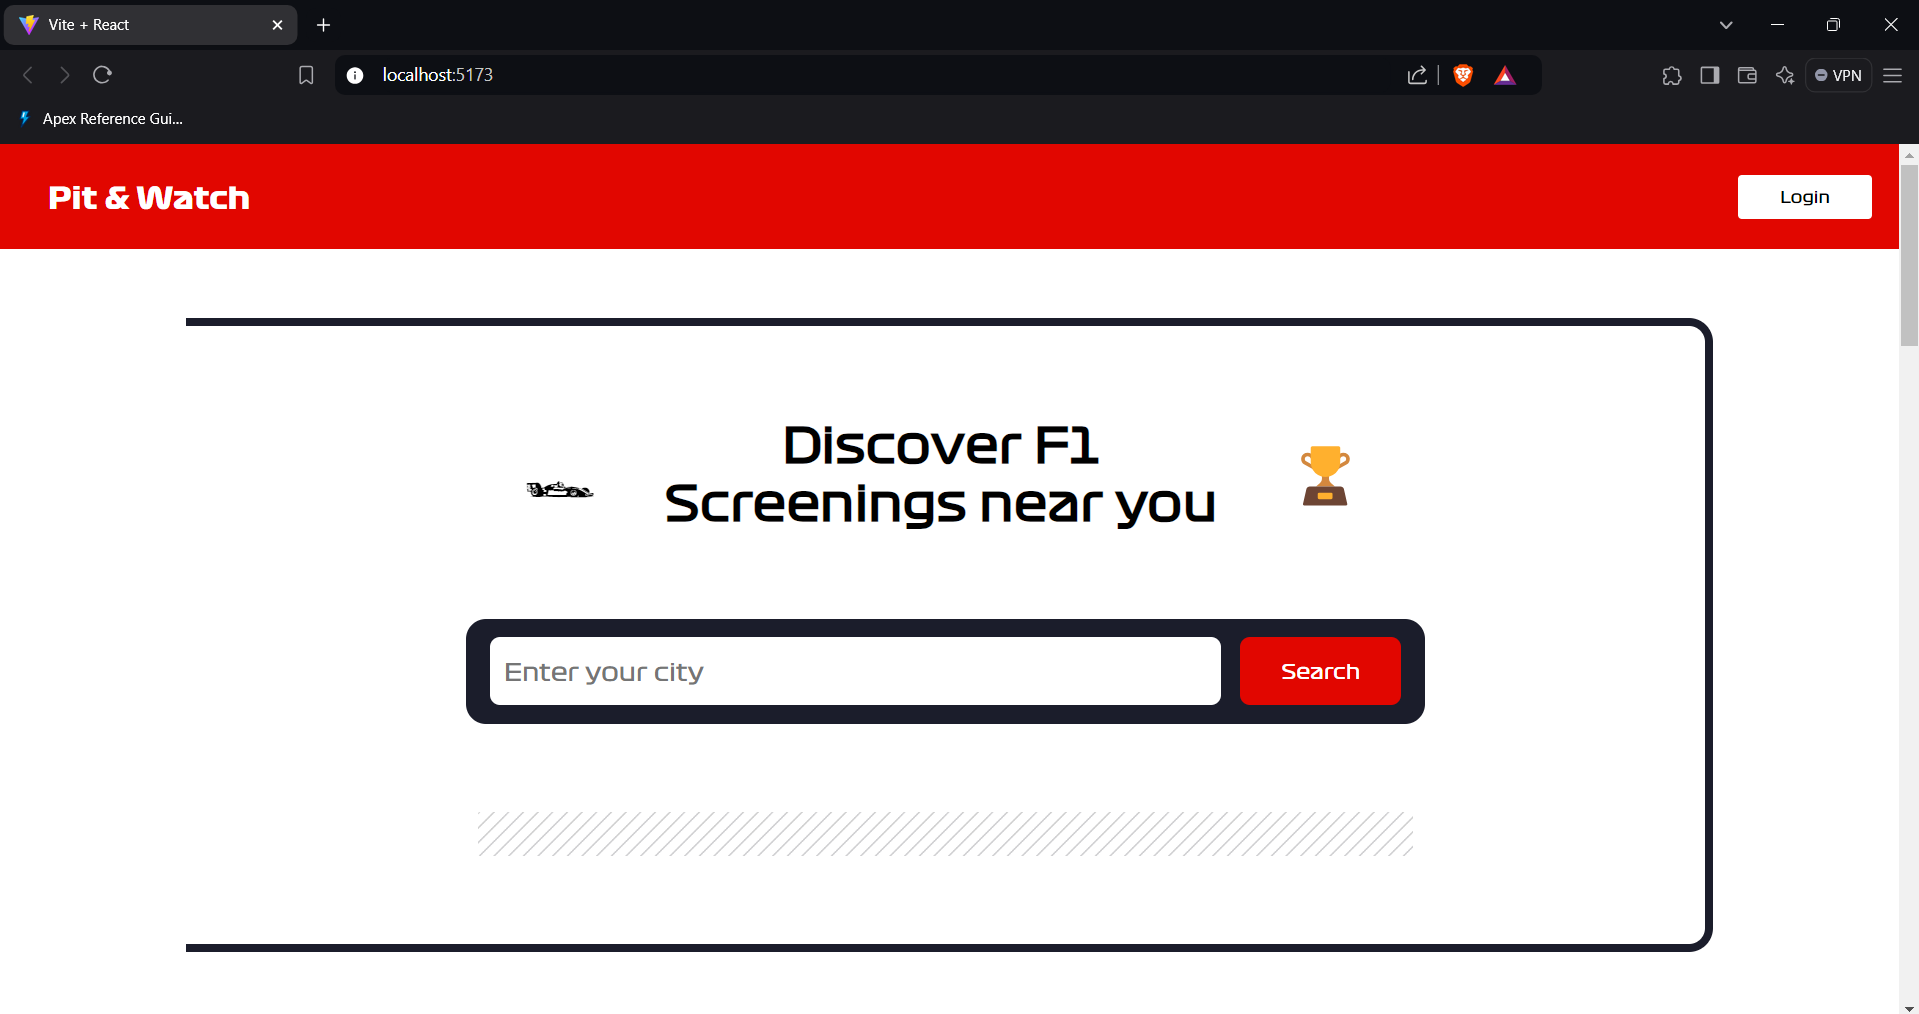 Vite + React
localhost:5173
VPN
Apex Reference Gui...
Pit & Watch
Login
Discover F1
Screenings near you
Enter your city
Search